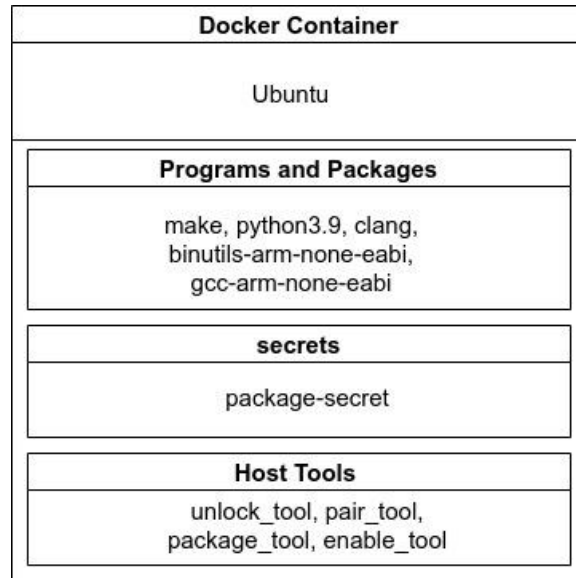 Docker Container
Ubuntu
Programs and Packages
make, python3.9, clang,
binutils-arm-none-eabi,
gcc-arm-none-eabi
secrets
package-secret
Host Tools
unlock_tool, pair_tool,
package_tool, enable_tool